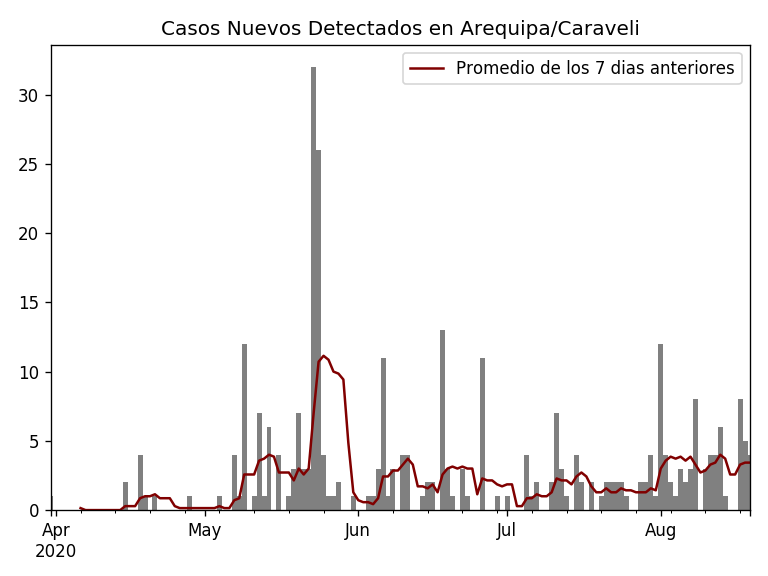 Casos Nuevos Detectados en Arequipa/Caraveli
Promedio de los 7 dias anteriores
30
25
20
15
10
5
0
Apr May Jun Jul Aug
2020